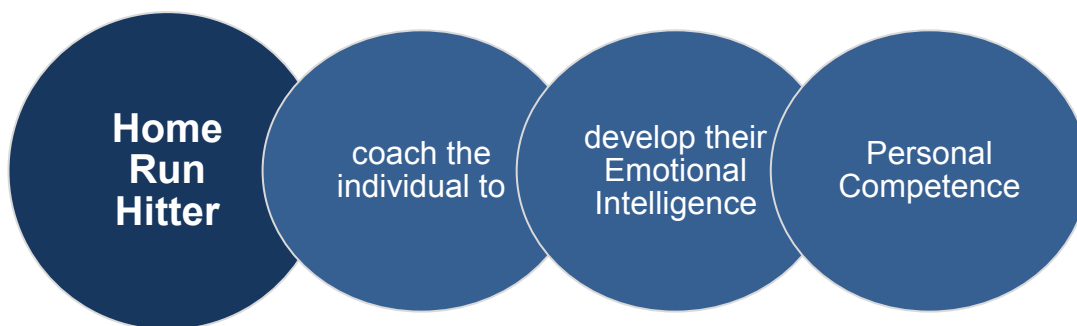 Home
Run
Hitter
coach the
individual to
develop their
Emotional
Intelligence
Personal
Competence